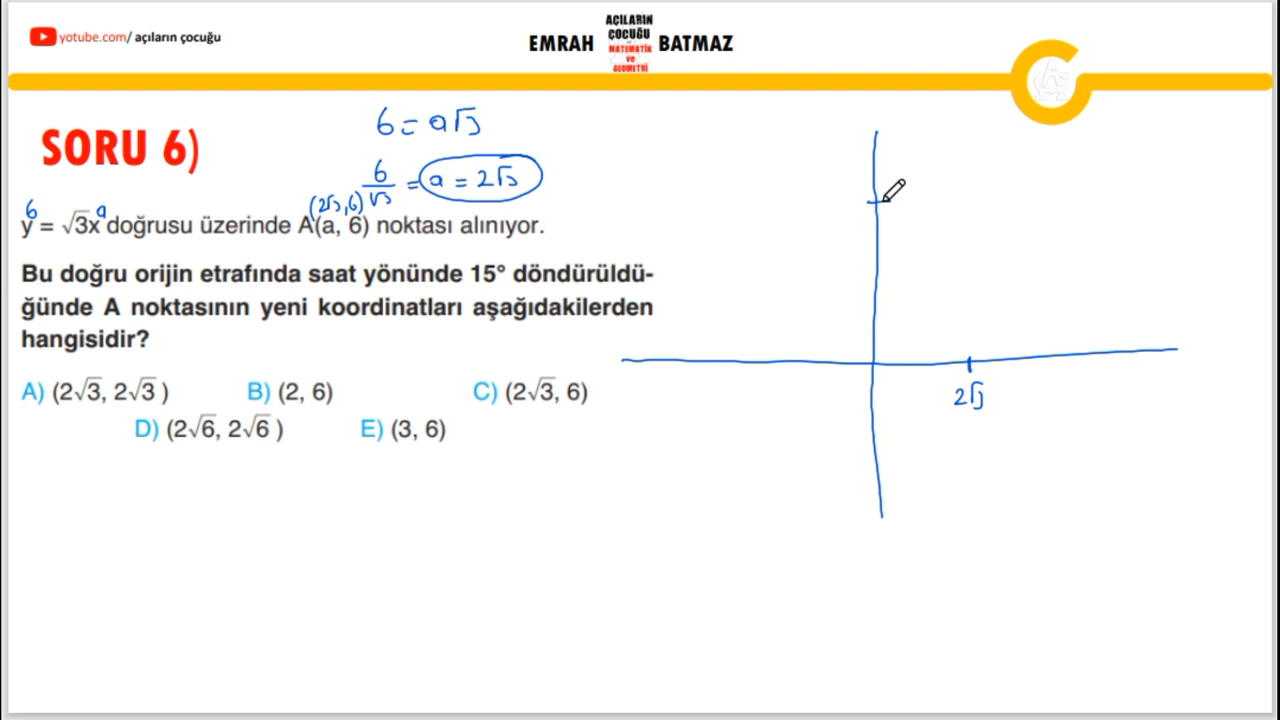 yotube.com/ açıların çocuğu
EMRAH
AÇILARIN
ÇOCUĞU
MATEMATİK
ve
GEOMETRİ
BATMAZ
SORU 6)
6 = a√3
6/√3 = a = 2√3
(2√3, 6)
6 a
y = √3x doğrusu üzerinde A(a, 6) noktası alınıyor.
Bu doğru orijin etrafında saat yönünde 15° döndürüldü-
ğünde A noktasının yeni koordinatları aşağıdakilerden
hangisidir?
A) (2√3, 2√3 ) B) (2, 6) C) (2√3, 6)
D) (2√6, 2√6 ) E) (3, 6)
2√3